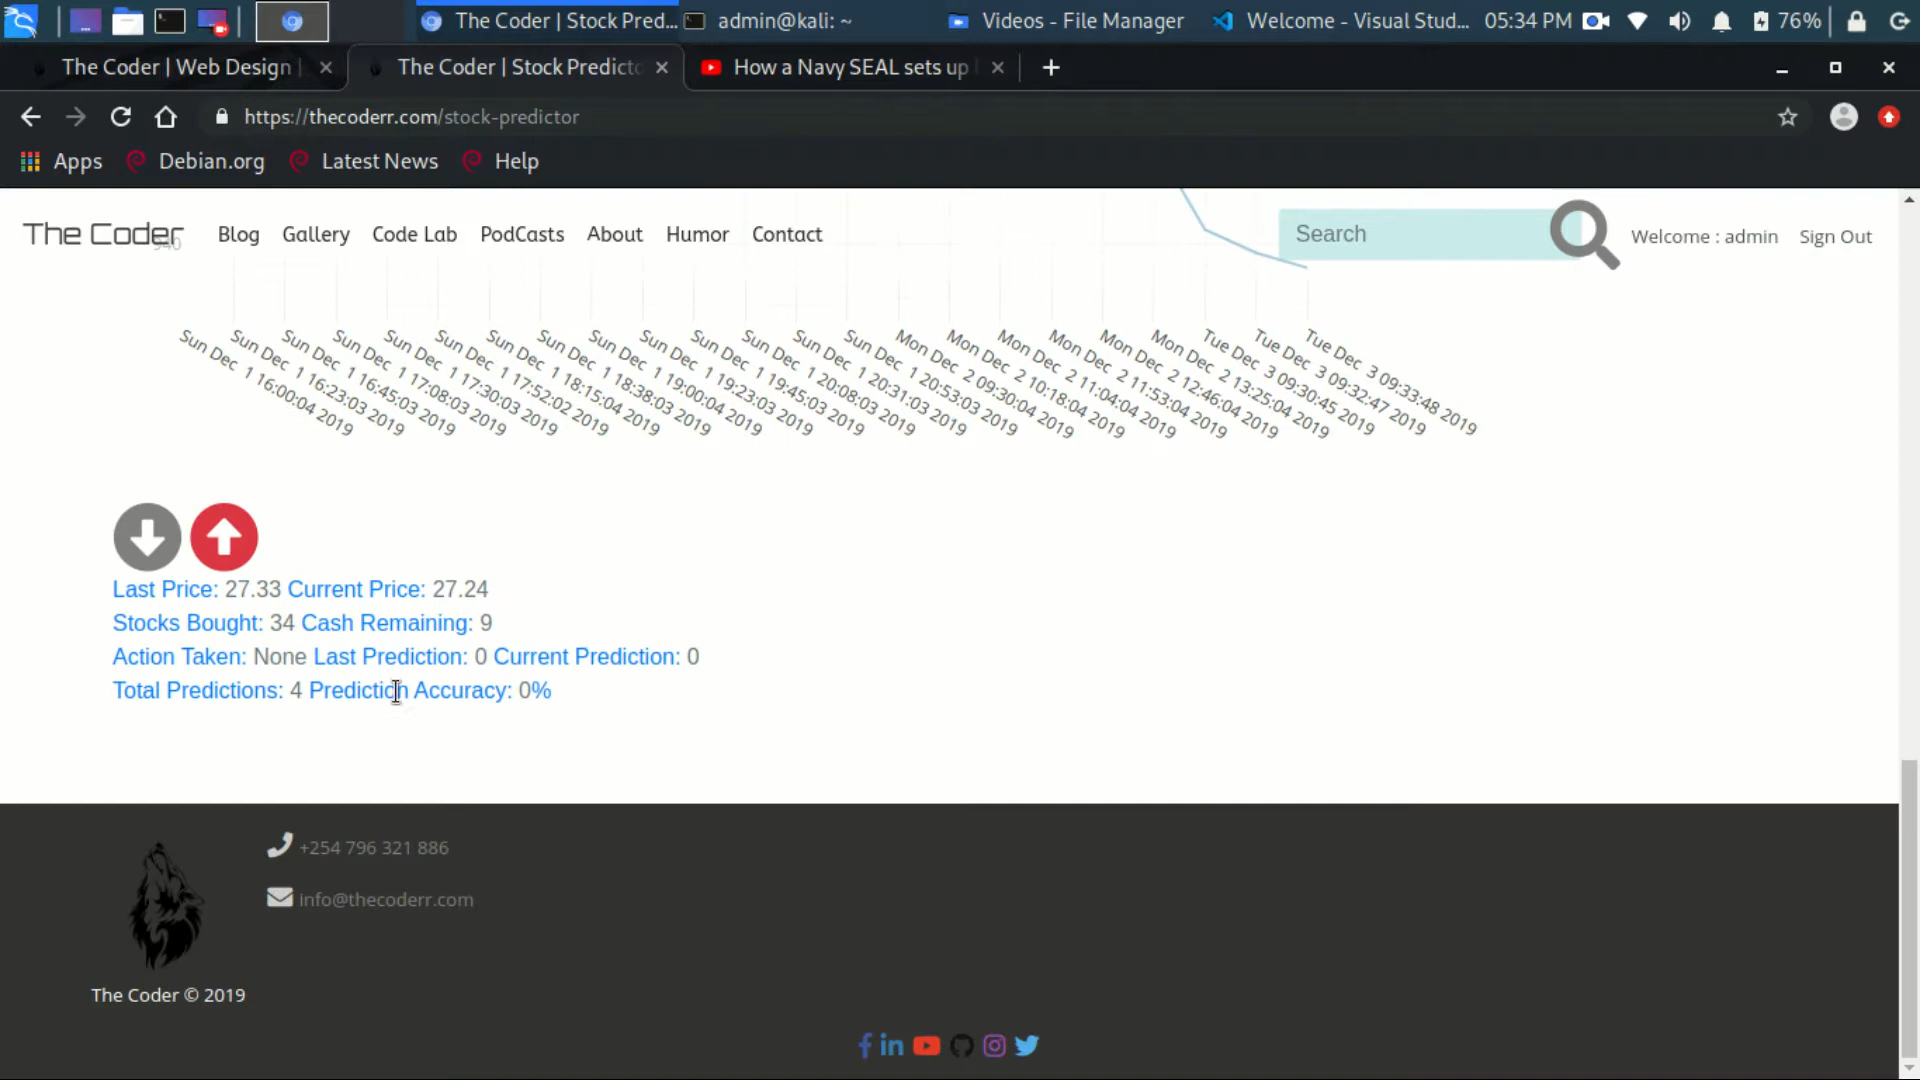 The Coder | Stock Pred... admin@kali: ~ Videos - File Manager Welcome - Visual Stud... 05:34 PM 76%
The Coder | Web Design The Coder | Stock Predicto How a Navy SEAL sets up
https://thecoderr.com/stock-predictor
Apps Debian.org Latest News Help
The Coder Blog Gallery Code Lab PodCasts About Humor Contact Search Welcome : admin Sign Out
940
Sun Dec 1 16:00:04 2019
Sun Dec 1 16:23:03 2019
Sun Dec 1 16:45:03 2019
Sun Dec 1 17:08:03 2019
Sun Dec 1 17:30:03 2019
Sun Dec 1 17:52:02 2019
Sun Dec 1 18:15:04 2019
Sun Dec 1 18:38:03 2019
Sun Dec 1 19:00:04 2019
Sun Dec 1 19:23:03 2019
Sun Dec 1 19:45:03 2019
Sun Dec 1 20:08:03 2019
Sun Dec 1 20:31:03 2019
Sun Dec 1 20:53:03 2019
Mon Dec 2 09:30:04 2019
Mon Dec 2 10:18:04 2019
Mon Dec 2 11:04:04 2019
Mon Dec 2 11:53:04 2019
Mon Dec 2 12:46:04 2019
Mon Dec 2 13:25:04 2019
Tue Dec 3 09:30:45 2019
Tue Dec 3 09:32:47 2019
Tue Dec 3 09:33:48 2019
Last Price: 27.33 Current Price: 27.24
Stocks Bought: 34 Cash Remaining: 9
Action Taken: None Last Prediction: 0 Current Prediction: 0
Total Predictions: 4 Prediction Accuracy: 0%
+254 796 321 886
info@thecoderr.com
The Coder © 2019